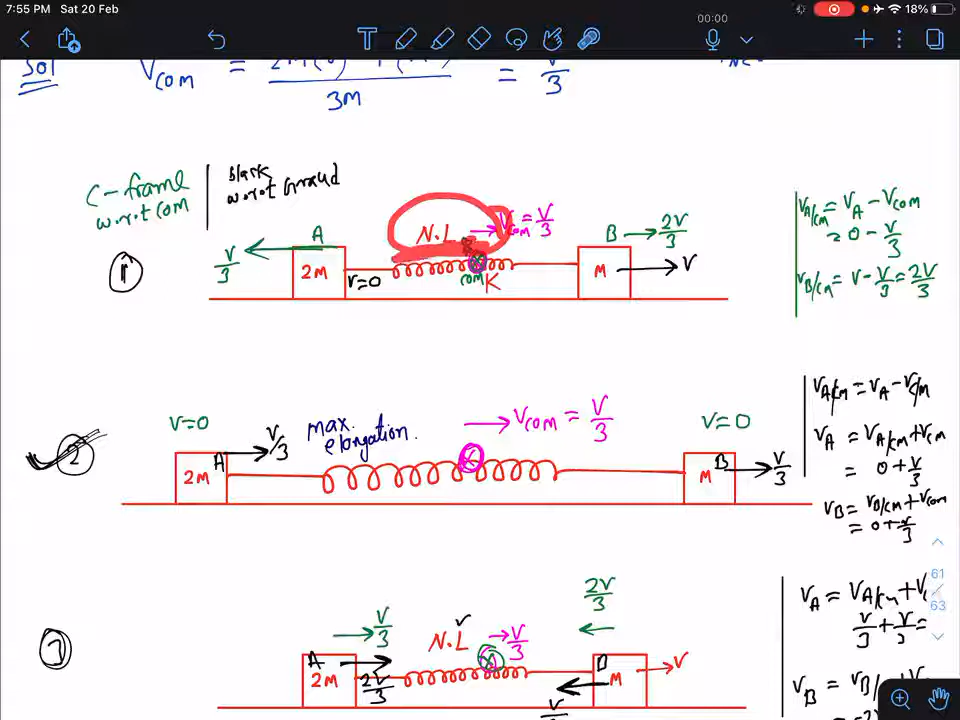 7:55 PM Sat 20 Feb
00:00
18%
Sol V_COM = 
3M
= V/3
C-frame
w.r.t com
black
w.r.t Ground
1
V/3
A
2M
v=0
N.L
V_com = V/3
com
K
B
2V/3
M
V
V_A/cm = V_A - V_com
= 0 - V/3
V_B/cm = V - V/3 = 2V/3
2
v=0
A
2M
V/3
max.
elongation.
V_COM = V/3
v=0
B
M
V/3
V_A/cm = V_A - V_cm
V_A = V_A/cm + V_cm
= 0 + V/3
V_B = V_B/cm + V_com
= 0 + V/3
61
63
3
V/3
A
2M
2V/3
N.L
V/3
2V/3
B
M
V
V_A = V_A/cm +
V/3 + V/3 =
V_B =